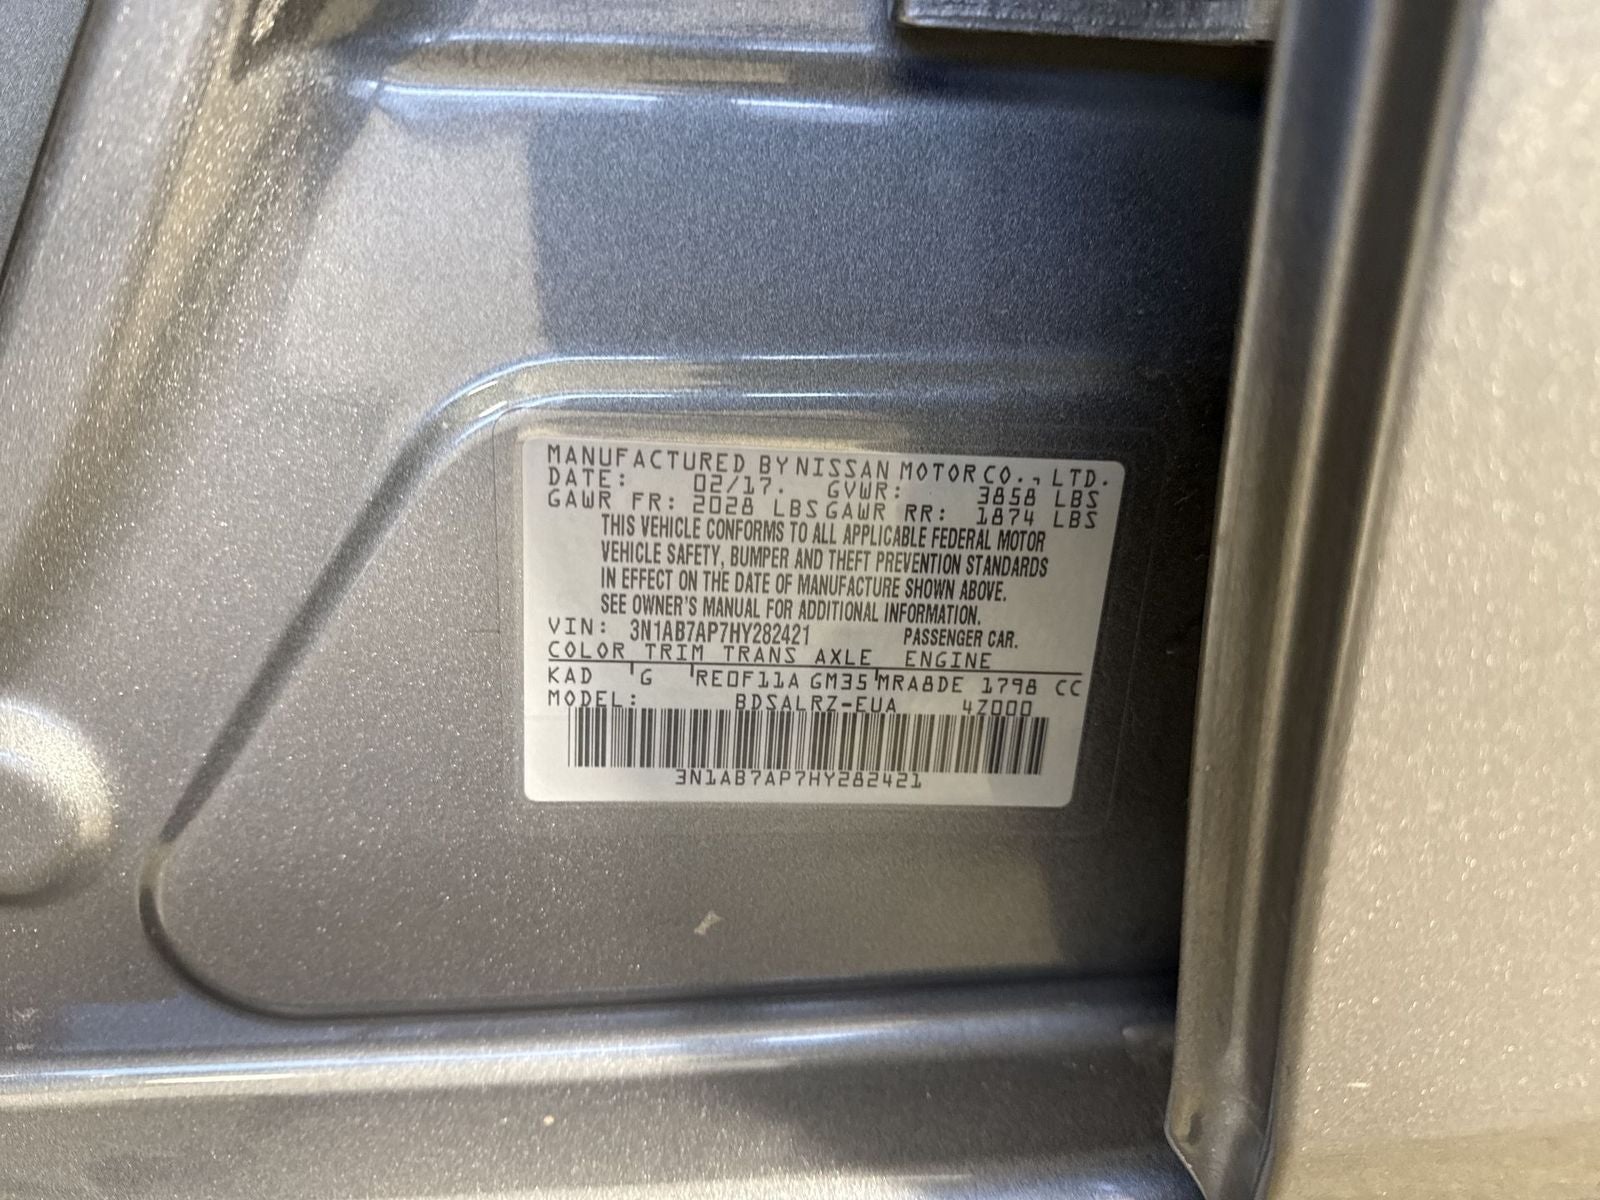 MANUFACTURED BY NISSAN MOTOR CO., LTD.
DATE: 02/17. GVWR: 3858 LBS
GAWR FR: 2028 LBS GAWR RR: 1874 LBS
THIS VEHICLE CONFORMS TO ALL APPLICABLE FEDERAL MOTOR
VEHICLE SAFETY, BUMPER AND THEFT PREVENTION STANDARDS
IN EFFECT ON THE DATE OF MANUFACTURE SHOWN ABOVE.
SEE OWNER'S MANUAL FOR ADDITIONAL INFORMATION.
VIN: 3N1AB7AP7HY282421 PASSENGER CAR.
COLOR TRIM TRANS AXLE ENGINE
KAD G RE0F11A GM35 MRA8DE 1798 CC
MODEL: BDSALRZ-EUA 4Z000
3N1AB7AP7HY282421